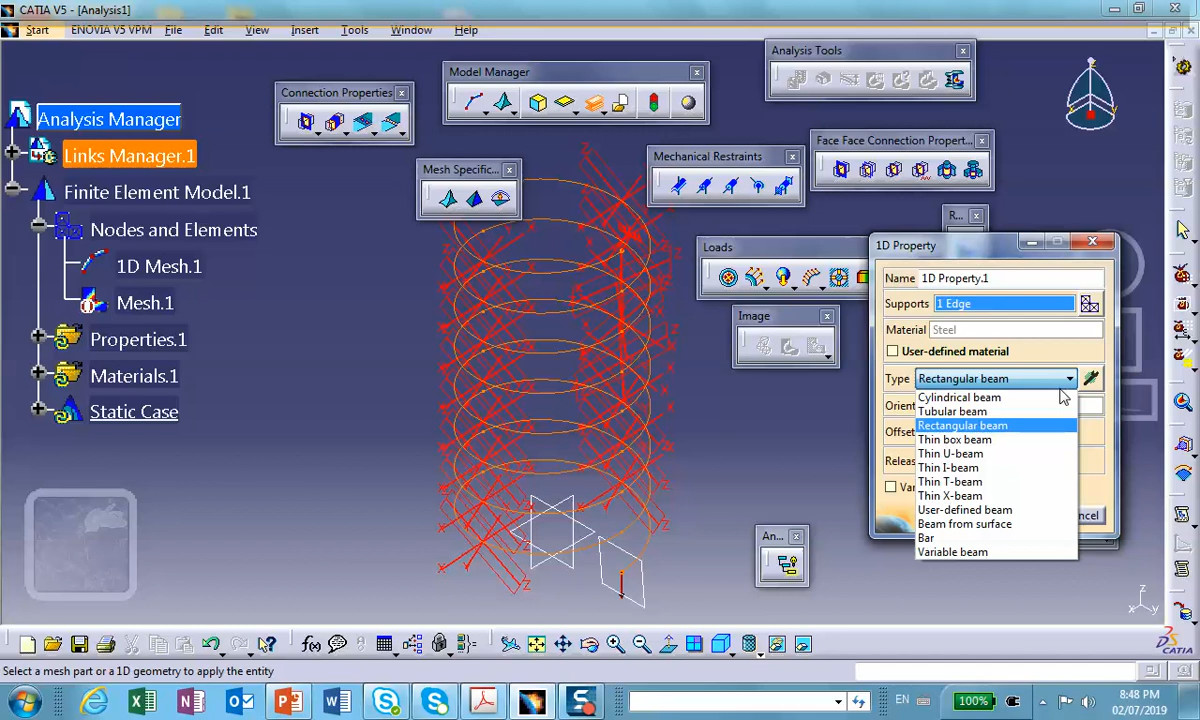 CATIA V5 - [Analysis1]
Start ENOVIA V5 VPM File Edit View Insert Tools Window Help
Analysis Tools
Model Manager
Connection Properties
Face Face Connection Propert...
Mechanical Restraints
Mesh Specific...
R...
Loads
Image
An...
Analysis Manager
Links Manager.1
Finite Element Model.1
Nodes and Elements
1D Mesh.1
Mesh.1
Properties.1
Materials.1
Static Case
1D Property
Name 1D Property.1
Supports 1 Edge
Material Steel
User-defined material
Type Rectangular beam
Cylindrical beam
Tubular beam
Rectangular beam
Thin box beam
Thin U-beam
Thin I-beam
Thin T-beam
Thin X-beam
User-defined beam
Beam from surface
Bar
Variable beam
Orient
Offset
Releas
Var
ncel
z
x y
f(x)
CATIA
Select a mesh part or a 1D geometry to apply the entity
EN 100% 8:48 PM
02/07/2019